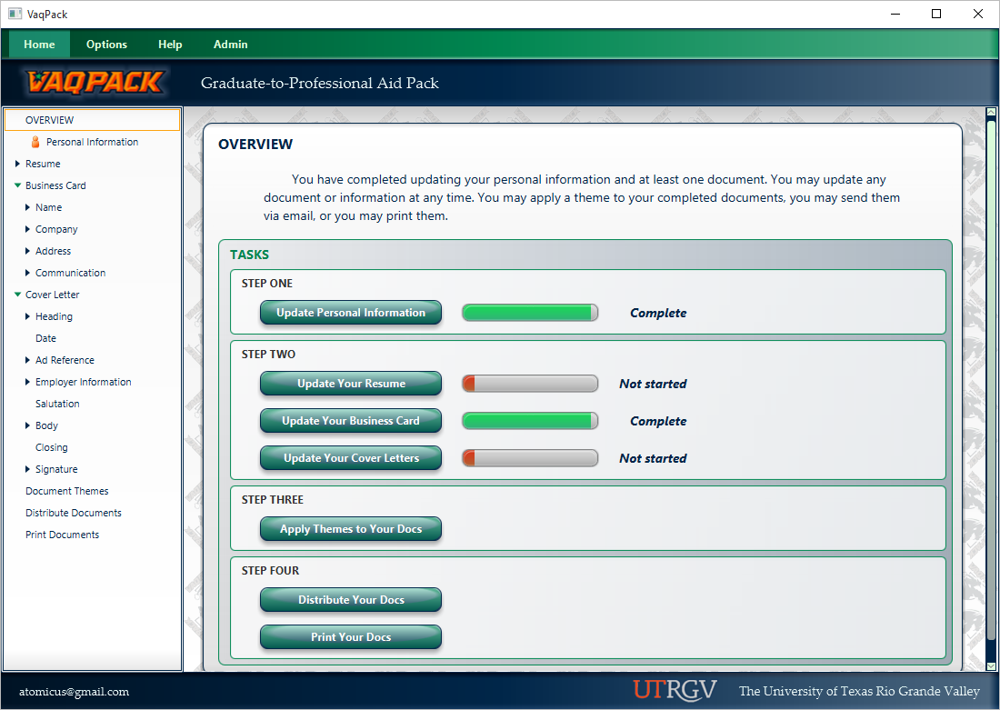 VaqPack
Home Options Help Admin
VAQPACK
Graduate-to-Professional Aid Pack
OVERVIEW
Personal Information
Resume
Business Card
Name
Company
Address
Communication
Cover Letter
Heading
Date
Ad Reference
Employer Information
Salutation
Body
Closing
Signature
Document Themes
Distribute Documents
Print Documents
OVERVIEW
You have completed updating your personal information and at least one document. You may update any
document or information at any time. You may apply a theme to your completed documents, you may send them
via email, or you may print them.
TASKS
STEP ONE
Update Personal Information Complete
STEP TWO
Update Your Resume Not started
Update Your Business Card Complete
Update Your Cover Letters Not started
STEP THREE
Apply Themes to Your Docs
STEP FOUR
Distribute Your Docs
Print Your Docs
atomicus@gmail.com
UTRGV The University of Texas Rio Grande Valley